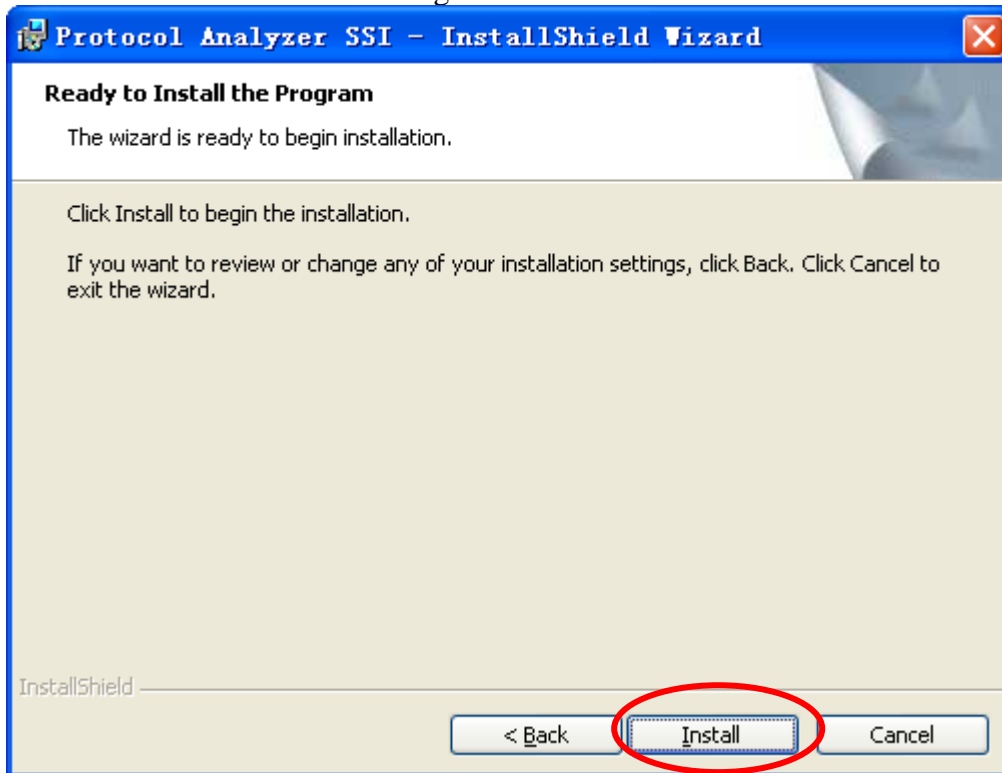 Protocol Analyzer SSI - InstallShield Wizard
Ready to Install the Program
The wizard is ready to begin installation.
Click Install to begin the installation.
If you want to review or change any of your installation settings, click Back. Click Cancel to
exit the wizard.
InstallShield
< Back Install Cancel